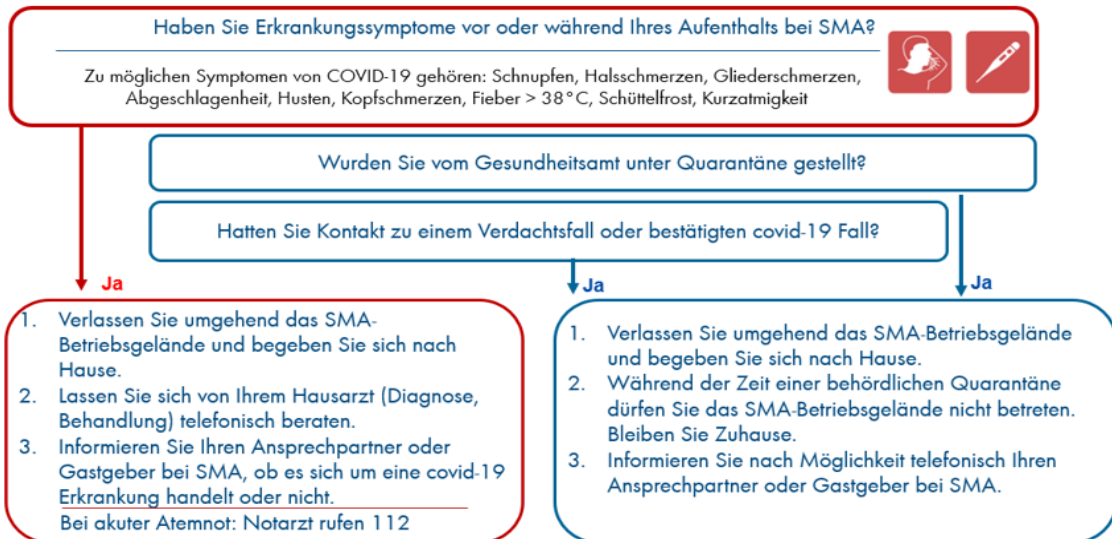 Haben Sie Erkrankungssymptome vor oder während Ihres Aufenthalts bei SMA?
Zu möglichen Symptomen von COVID-19 gehören: Schnupfen, Halsschmerzen, Gliederschmerzen,
Abgeschlagenheit, Husten, Kopfschmerzen, Fieber > 38°C, Schüttelfrost, Kurzatmigkeit
Wurden Sie vom Gesundheitsamt unter Quarantäne gestellt?
Hatten Sie Kontakt zu einem Verdachtsfall oder bestätigten covid-19 Fall?
Ja
Ja
Ja
1. Verlassen Sie umgehend das SMA-
Betriebsgelände und begeben Sie sich nach
Hause.
2. Lassen Sie sich von Ihrem Hausarzt (Diagnose,
Behandlung) telefonisch beraten.
3. Informieren Sie Ihren Ansprechpartner oder
Gastgeber bei SMA, ob es sich um eine covid-19
Erkrankung handelt oder nicht.
Bei akuter Atemnot: Notarzt rufen 112
1. Verlassen Sie umgehend das SMA-Betriebsgelände
und begeben Sie sich nach Hause.
2. Während der Zeit einer behördlichen Quarantäne
dürfen Sie das SMA-Betriebsgelände nicht betreten.
Bleiben Sie Zuhause.
3. Informieren Sie nach Möglichkeit telefonisch Ihren
Ansprechpartner oder Gastgeber bei SMA.